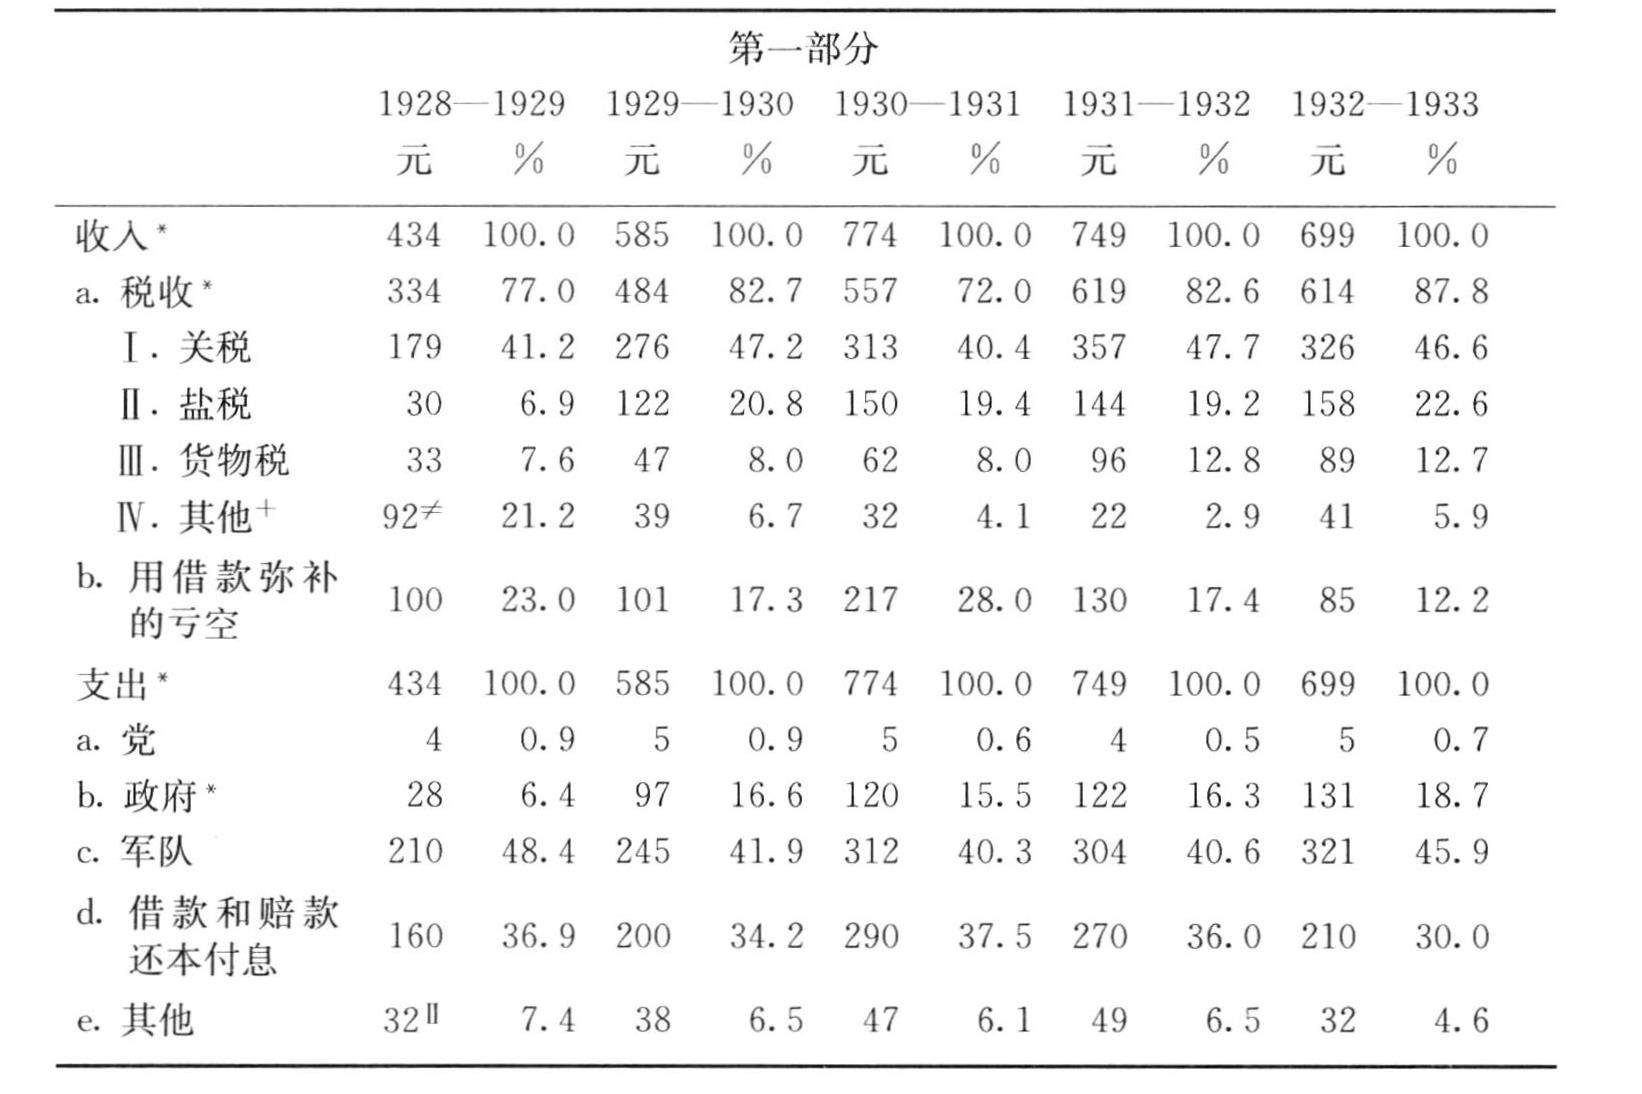 第一部分
1928—1929 1929—1930 1930—1931 1931—1932 1932—1933
元 % 元 % 元 % 元 % 元 %
收入* 434 100.0 585 100.0 774 100.0 749 100.0 699 100.0
a. 税收* 334 77.0 484 82.7 557 72.0 619 82.6 614 87.8
Ⅰ. 关税 179 41.2 276 47.2 313 40.4 357 47.7 326 46.6
Ⅱ. 盐税 30 6.9 122 20.8 150 19.4 144 19.2 158 22.6
Ⅲ. 货物税 33 7.6 47 8.0 62 8.0 96 12.8 89 12.7
Ⅳ. 其他+ 92≠ 21.2 39 6.7 32 4.1 22 2.9 41 5.9
b. 用借款弥补
的亏空 100 23.0 101 17.3 217 28.0 130 17.4 85 12.2
支出* 434 100.0 585 100.0 774 100.0 749 100.0 699 100.0
a. 党 4 0.9 5 0.9 5 0.6 4 0.5 5 0.7
b. 政府* 28 6.4 97 16.6 120 15.5 122 16.3 131 18.7
c. 军队 210 48.4 245 41.9 312 40.3 304 40.6 321 45.9
d. 借款和赔款
还本付息 160 36.9 200 34.2 290 37.5 270 36.0 210 30.0
e. 其他 32Ⅱ 7.4 38 6.5 47 6.1 49 6.5 32 4.6